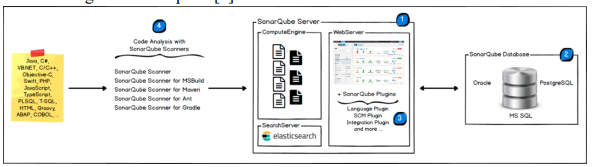 4
Code Analysis with
SonarQube Scanners
Java, C#,
VB.NET, C/C++,
Objective-C,
Swift, PHP,
JavaScript,
TypeScript,
PLSQL, T-SQL,
HTML, Groovy,
ABAP, COBOL, ...
SonarQube Scanner
SonarQube Scanner for MSBuild
SonarQube Scanner for Maven
SonarQube Scanner for Ant
SonarQube Scanner for Gradle
SonarQube Server
1
ComputeEngine
WebServer
+ SonarQube Plugins
3
Language Plugin
SCM Plugin
Integration Plugin
and more ...
SearchServer
elasticsearch
SonarQube Database
2
Oracle
PostgreSQL
MS SQL